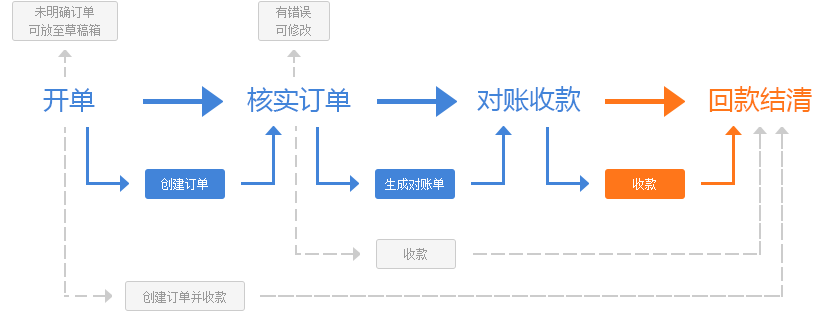 未明确订单
可放至草稿箱
有错误
可修改
开单
核实订单
对账收款
回款结清
创建订单
生成对账单
收款
收款
创建订单并收款